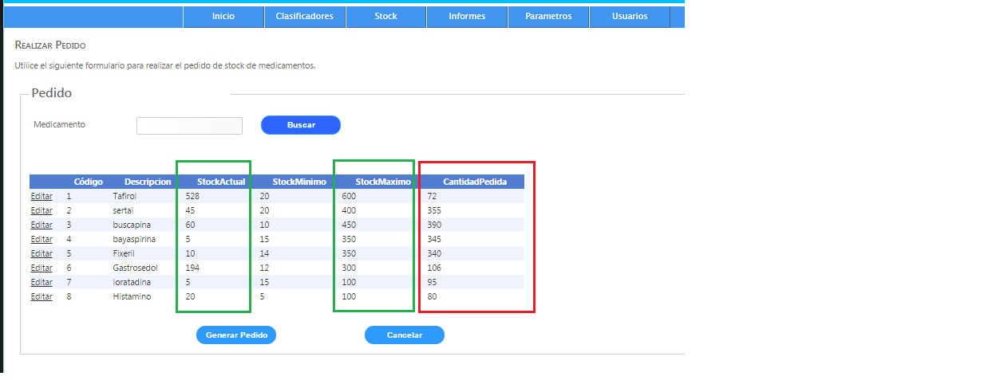 Inicio Clasificadores Stock Informes Parametros Usuarios
REALIZAR PEDIDO
Utilice el siguiente formulario para realizar el pedido de stock de medicamentos.
Pedido
Medicamento Buscar
Código Descripcion StockActual StockMinimo StockMaximo CantidadPedida
Editar 1 Tafirol 528 20 600 72
Editar 2 sertal 45 20 400 355
Editar 3 buscapina 60 10 450 390
Editar 4 bayaspirina 5 15 350 345
Editar 5 Fixeril 10 14 350 340
Editar 6 Gastrosedol 194 12 300 106
Editar 7 loratadina 5 15 100 95
Editar 8 Histamino 20 5 100 80
Generar Pedido Cancelar